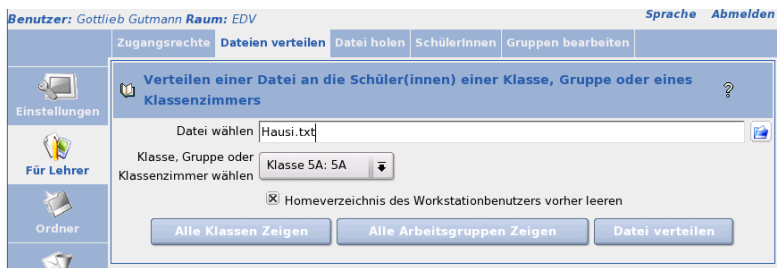 Benutzer: Gottlieb Gutmann Raum: EDV
Sprache Abmelden
Zugangsrechte Dateien verteilen Datei holen SchülerInnen Gruppen bearbeiten
Verteilen einer Datei an die Schüler(innen) einer Klasse, Gruppe oder eines
Klassenzimmers
?
Einstellungen
Datei wählen Hausi.txt
Klasse, Gruppe oder
Klassenzimmer wählen
Klasse 5A: 5A
Für Lehrer
Homeverzeichnis des Workstationbenutzers vorher leeren
Ordner
Alle Klassen Zeigen Alle Arbeitsgruppen Zeigen Datei verteilen